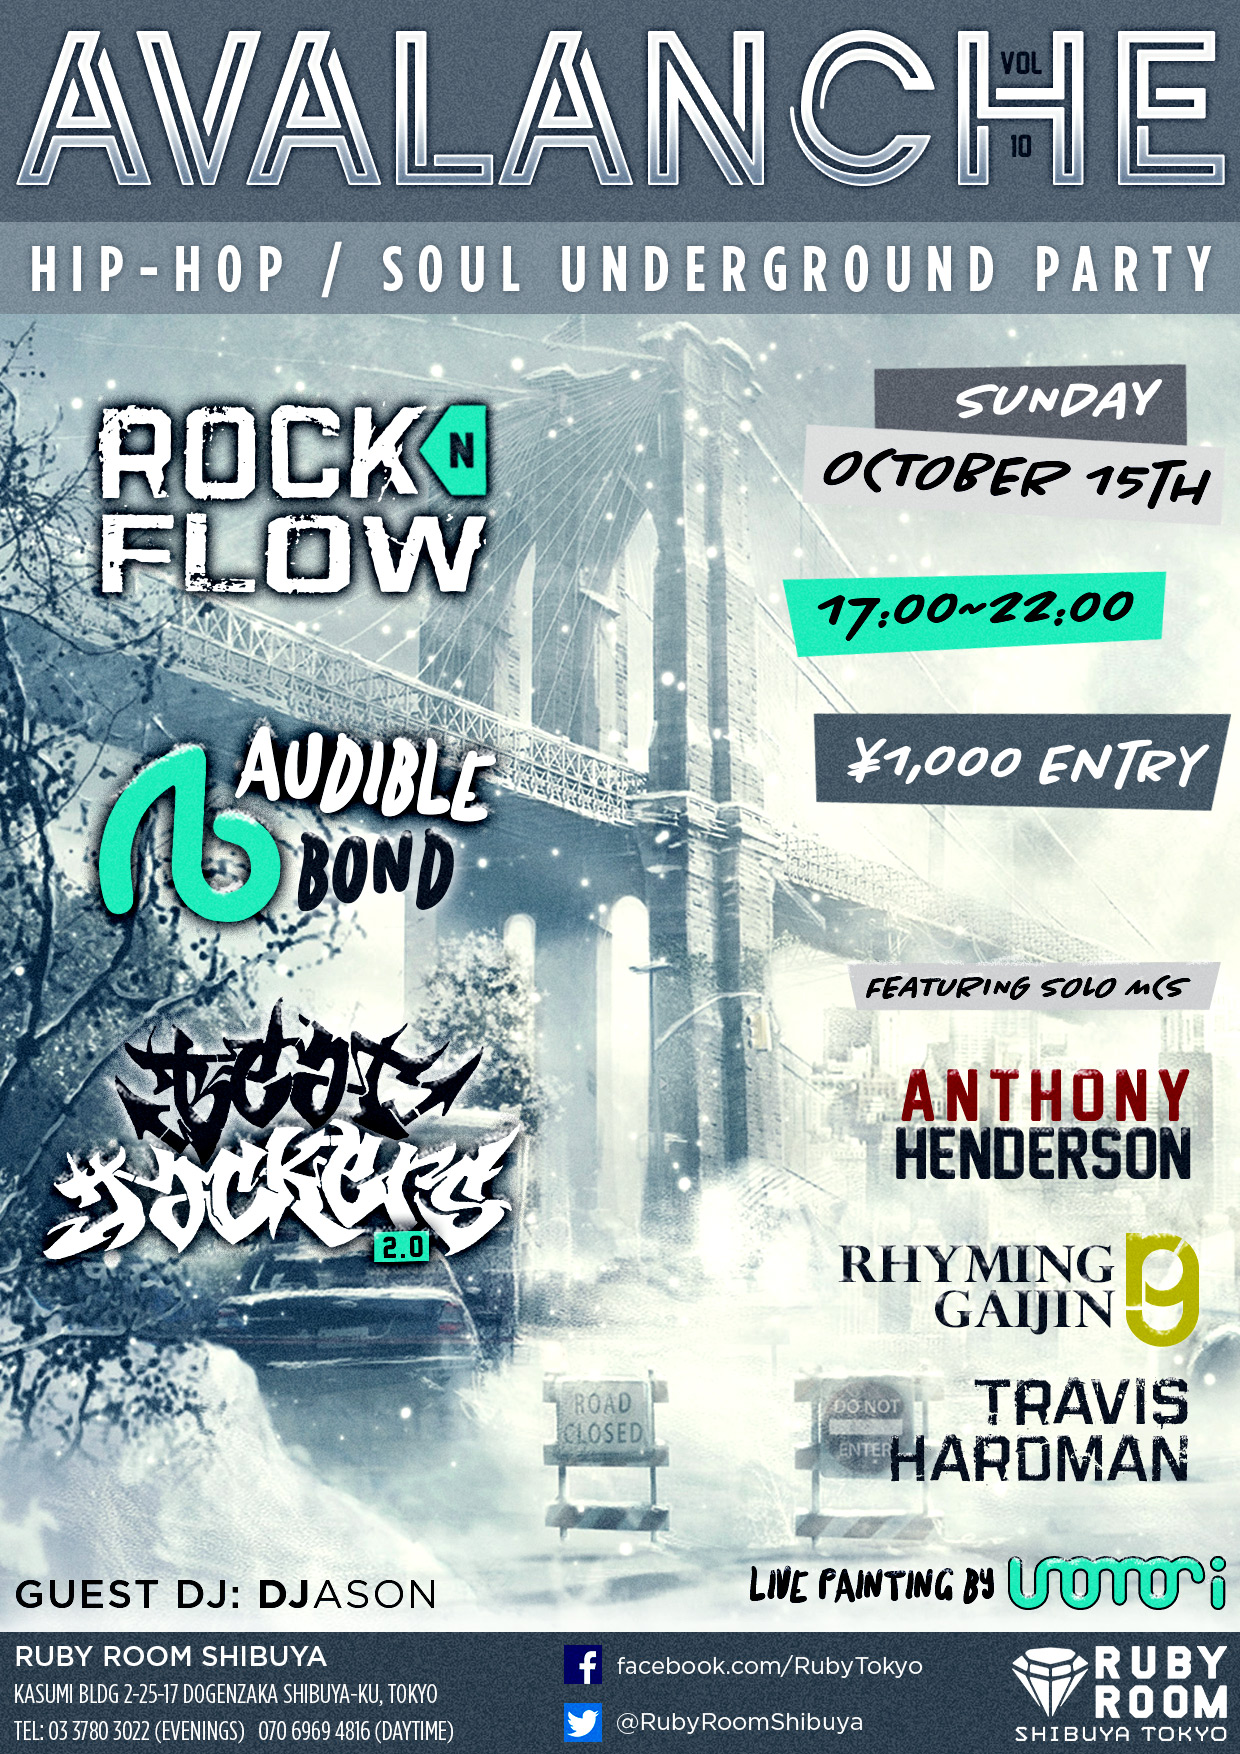 AVALANCHE
VOL
10
HIP-HOP / SOUL UNDERGROUND PARTY
ROCK N
FLOW
AUDIBLE
BOND
BEAT
JACKERS
2.0
SUNDAY
OCTOBER 15TH
17:00~22:00
¥1,000 ENTRY
FEATURING SOLO MCS
ANTHONY
HENDERSON
RHYMING
GAIJIN
TRAVIS
HARDMAN
ROAD
CLOSED
DO NOT
ENTER
GUEST DJ: DJASON
LIVE PAINTING BY
RUBY ROOM SHIBUYA
KASUMI BLDG 2-25-17 DOGENZAKA SHIBUYA-KU, TOKYO
TEL: 03 3780 3022 (EVENINGS) 070 6969 4816 (DAYTIME)
facebook.com/RubyTokyo
@RubyRoomShibuya
RUBY
ROOM
SHIBUYA TOKYO